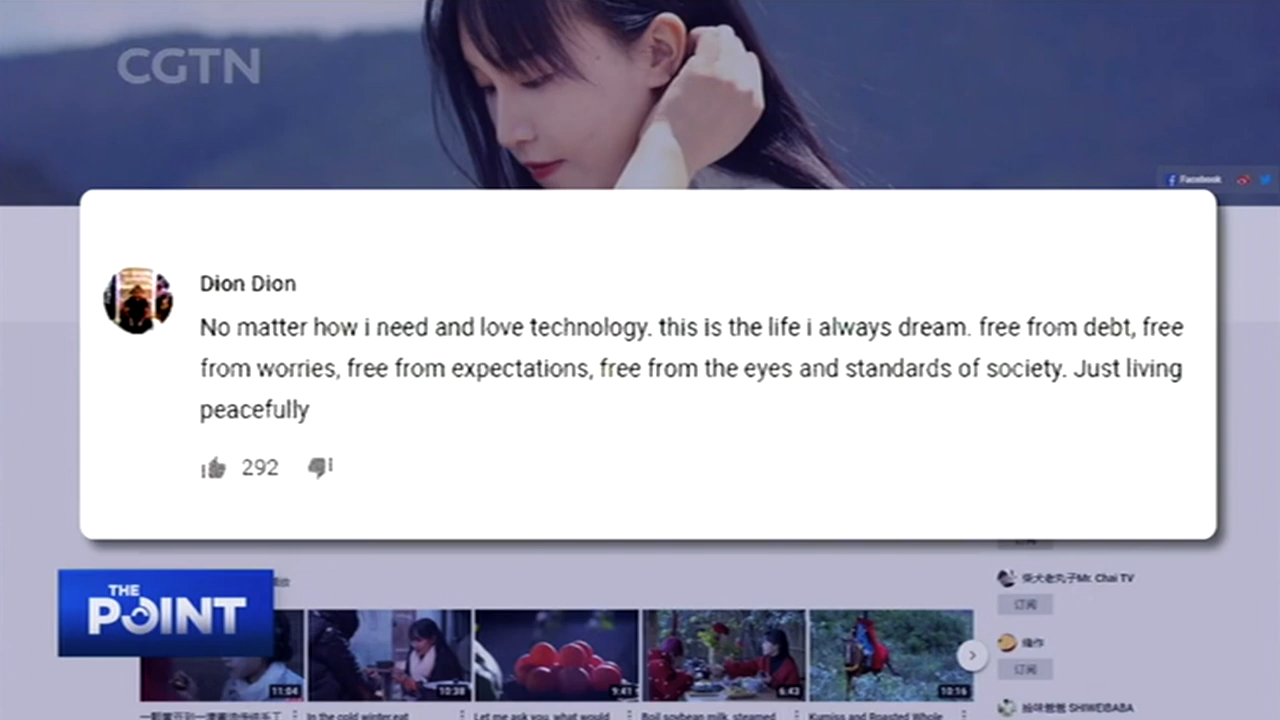 CGTN
Facebook
Dion Dion
No matter how i need and love technology. this is the life i always dream. free from debt, free
from worries, free from expectations, free from the eyes and standards of society. Just living
peacefully
292
柴犬老丸子Mr. Chai TV
订阅
THE
POINT
订阅
11:04
10:38
9:41
6:43
10:16
In the cold winter,eat
Let me ask you, what would
Boil soybean milk, steamed
Kumiss and Roasted Whole
SHIWEIBABA